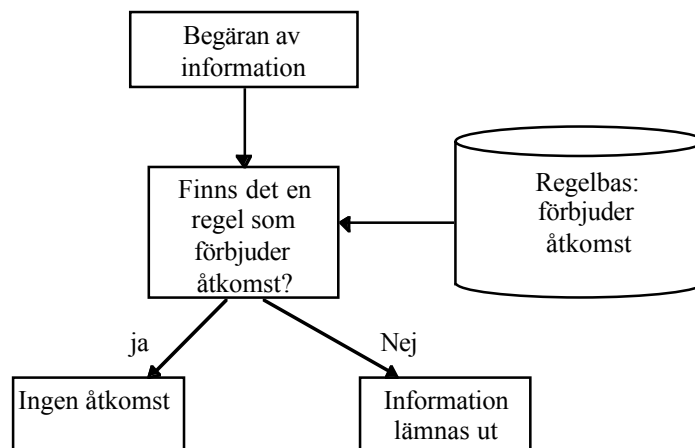 Begäran av
information
Finns det en
regel som
förbjuder
åtkomst?
Regelbas:
förbjuder
åtkomst
ja
Nej
Ingen åtkomst
Information
lämnas ut